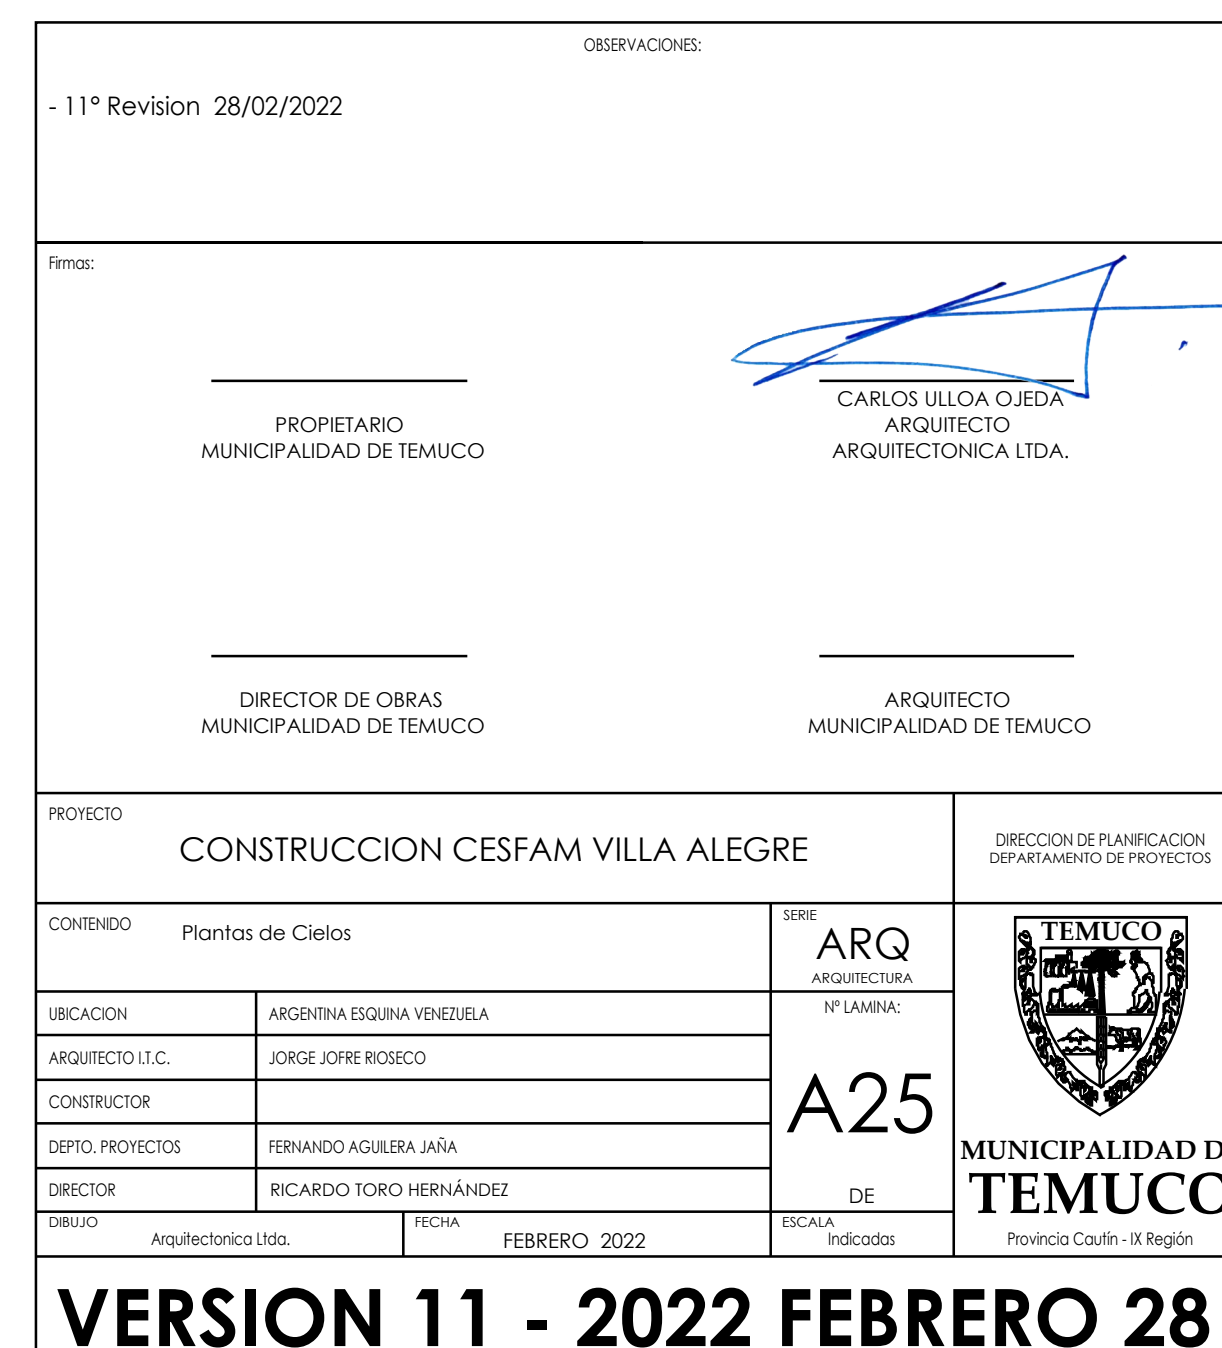 OBSERVACIONES:
- 11° Revision 28/02/2022
Firmas:
PROPIETARIO
MUNICIPALIDAD DE TEMUCO
CARLOS ULLOA OJEDA
ARQUITECTO
ARQUITECTONICA LTDA.
DIRECTOR DE OBRAS
MUNICIPALIDAD DE TEMUCO
ARQUITECTO
MUNICIPALIDAD DE TEMUCO
PROYECTO
CONSTRUCCION CESFAM VILLA ALEGRE
DIRECCION DE PLANIFICACION
DEPARTAMENTO DE PROYECTOS
CONTENIDO
Plantas de Cielos
SERIE
ARQ
ARQUITECTURA
TEMUCO
UBICACION
ARGENTINA ESQUINA VENEZUELA
ARQUITECTO I.T.C.
JORGE JOFRE RIOSECO
CONSTRUCTOR
DEPTO. PROYECTOS
FERNANDO AGUILERA JAÑA
DIRECTOR
RICARDO TORO HERNÁNDEZ
Nº LAMINA:
A25
DE
MUNICIPALIDAD D
TEMUCO
Provincia Cautín - IX Región
DIBUJO
Arquitectonica Ltda.
FECHA
FEBRERO 2022
ESCALA
Indicadas
VERSION 11 - 2022 FEBRERO 28